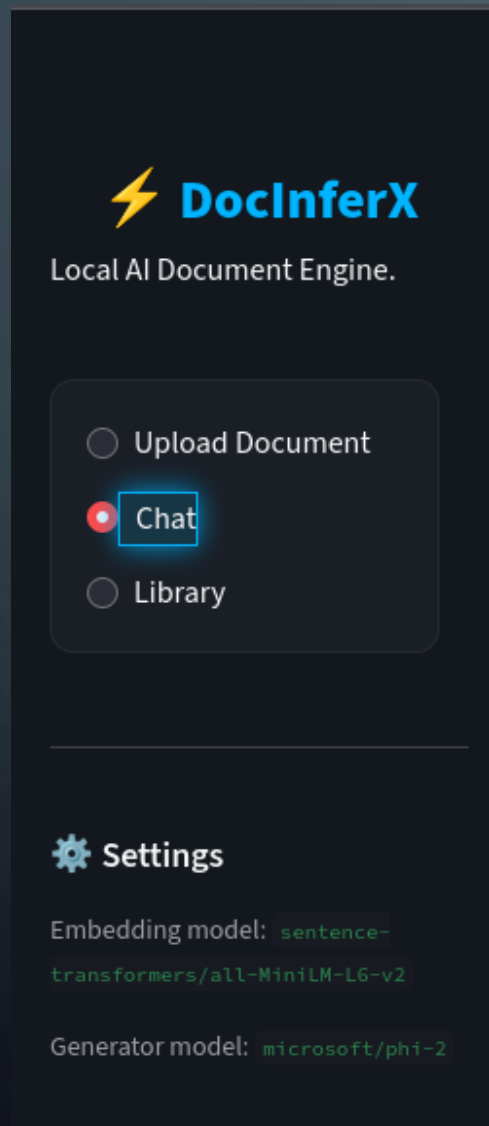 ⚡ DocInferX
Local AI Document Engine.
Upload Document
Chat
Library
⚙️ Settings
Embedding model: sentence-
transformers/all-MiniLM-L6-v2
Generator model: microsoft/phi-2